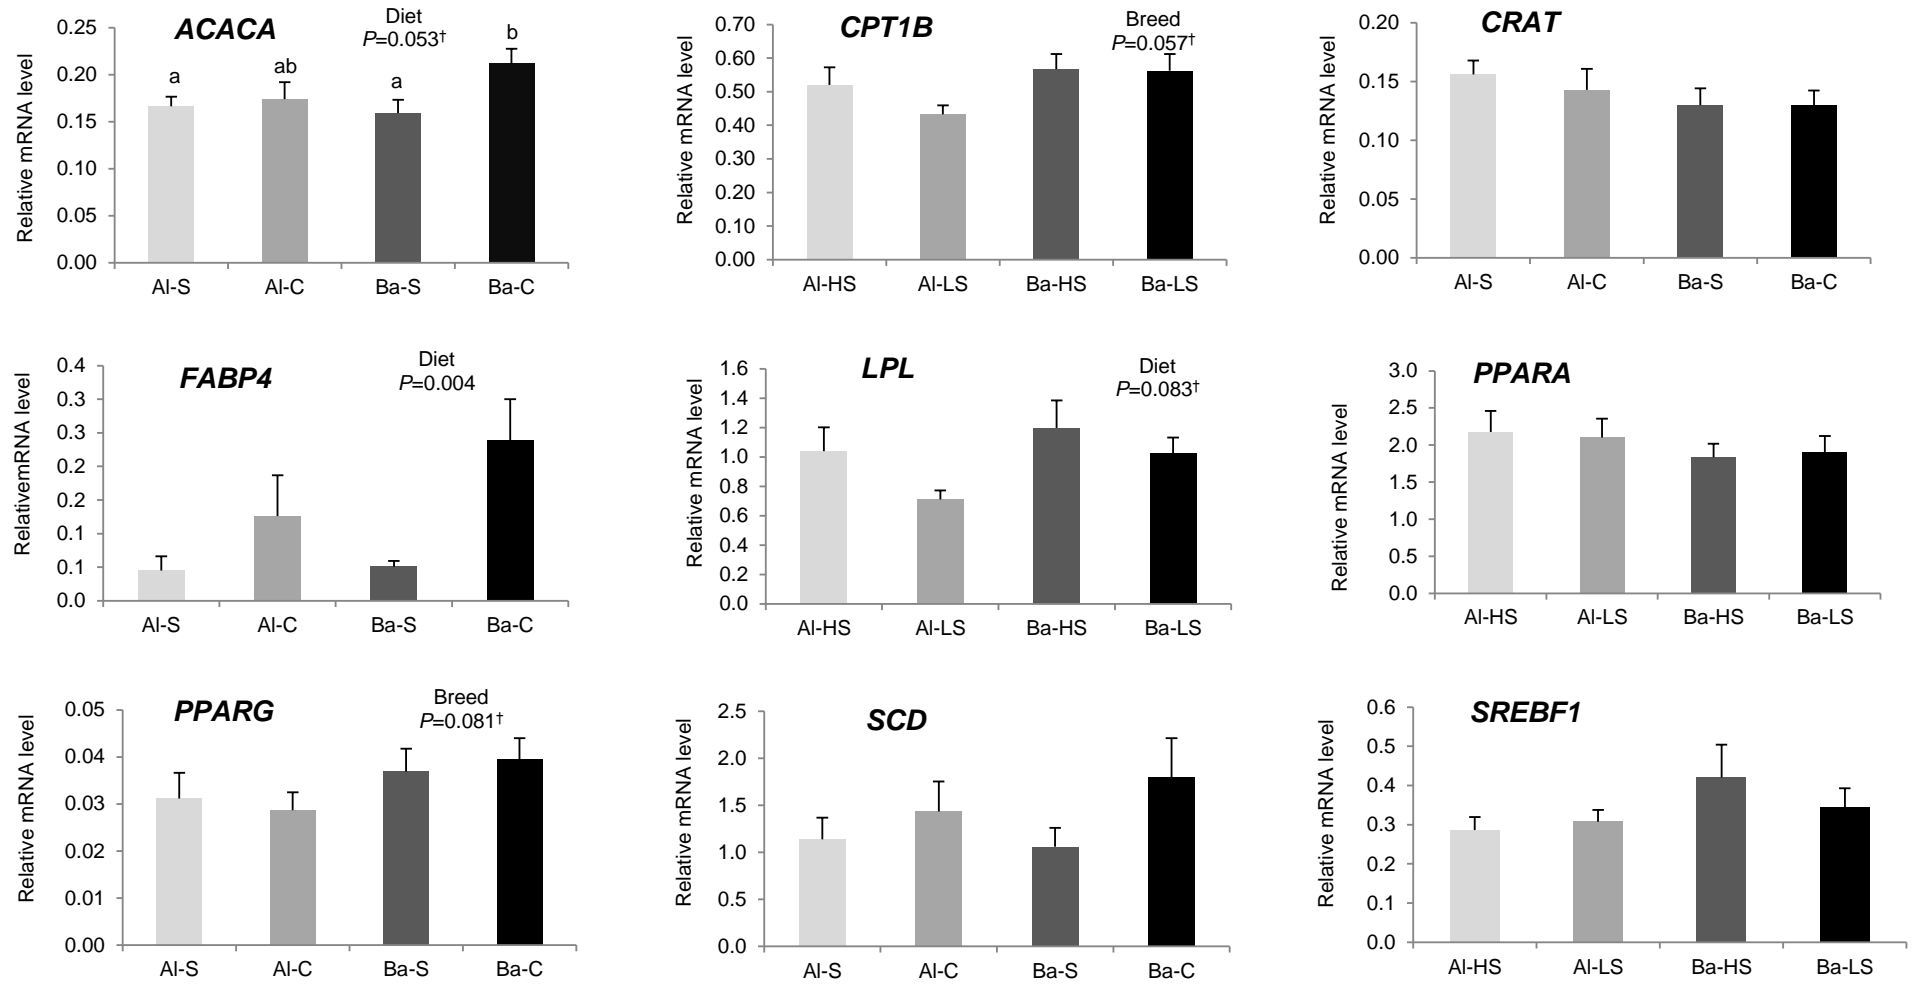 ACACA
Diet
P=0.053†
Relative mRNA level
0.25
0.20
0.15
0.10
0.05
0.00
a
ab
a
b
Al-S
Al-C
Ba-S
Ba-C
CPT1B
Breed
P=0.057†
Relative mRNA level
0.70
0.60
0.50
0.40
0.30
0.20
0.10
0.00
Al-HS
Al-LS
Ba-HS
Ba-LS
CRAT
Relative mRNA level
0.20
0.15
0.10
0.05
0.00
Al-S
Al-C
Ba-S
Ba-C
FABP4
Diet
P=0.004
RelativemRNA level
0.4
0.3
0.3
0.2
0.2
0.1
0.1
0.0
Al-S
Al-C
Ba-S
Ba-C
LPL
Diet
P=0.083†
Relative mRNA level
1.6
1.4
1.2
1.0
0.8
0.6
0.4
0.2
0.0
Al-HS
Al-LS
Ba-HS
Ba-LS
PPARA
Relative mRNA level
3.0
2.5
2.0
1.5
1.0
0.5
0.0
Al-HS
Al-LS
Ba-HS
Ba-LS
PPARG
Breed
P=0.081†
Relative mRNA level
0.05
0.04
0.03
0.02
0.01
0.00
Al-S
Al-C
Ba-S
Ba-C
SCD
Relative mRNA level
2.5
2.0
1.5
1.0
0.5
0.0
Al-S
Al-C
Ba-S
Ba-C
SREBF1
Relative mRNA level
0.6
0.5
0.4
0.3
0.2
0.1
0.0
Al-HS
Al-LS
Ba-HS
Ba-LS